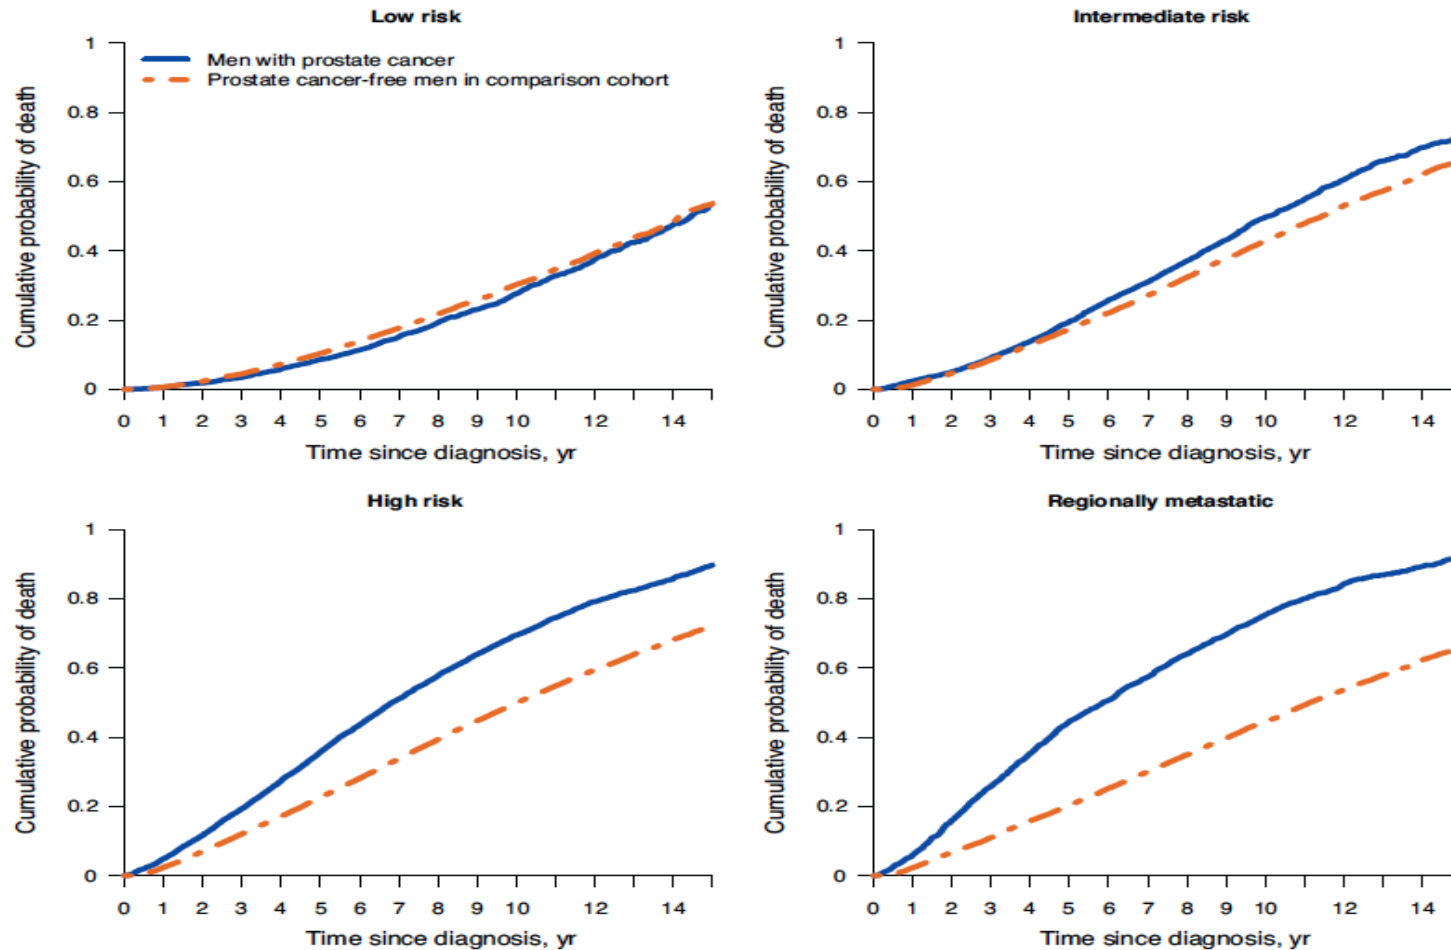 Low risk
Cumulative probability of death
1
0.8
0.6
0.4
0.2
0
Men with prostate cancer
Prostate cancer-free men in comparison cohort
0 1 2 3 4 5 6 7 8 9 10 12 14
Time since diagnosis, yr
Intermediate risk
Cumulative probability of death
1
0.8
0.6
0.4
0.2
0
0 1 2 3 4 5 6 7 8 9 10 12 14
Time since diagnosis, yr
High risk
Cumulative probability of death
1
0.8
0.6
0.4
0.2
0
0 1 2 3 4 5 6 7 8 9 10 12 14
Time since diagnosis, yr
Regionally metastatic
Cumulative probability of death
1
0.8
0.6
0.4
0.2
0
0 1 2 3 4 5 6 7 8 9 10 12 14
Time since diagnosis, yr